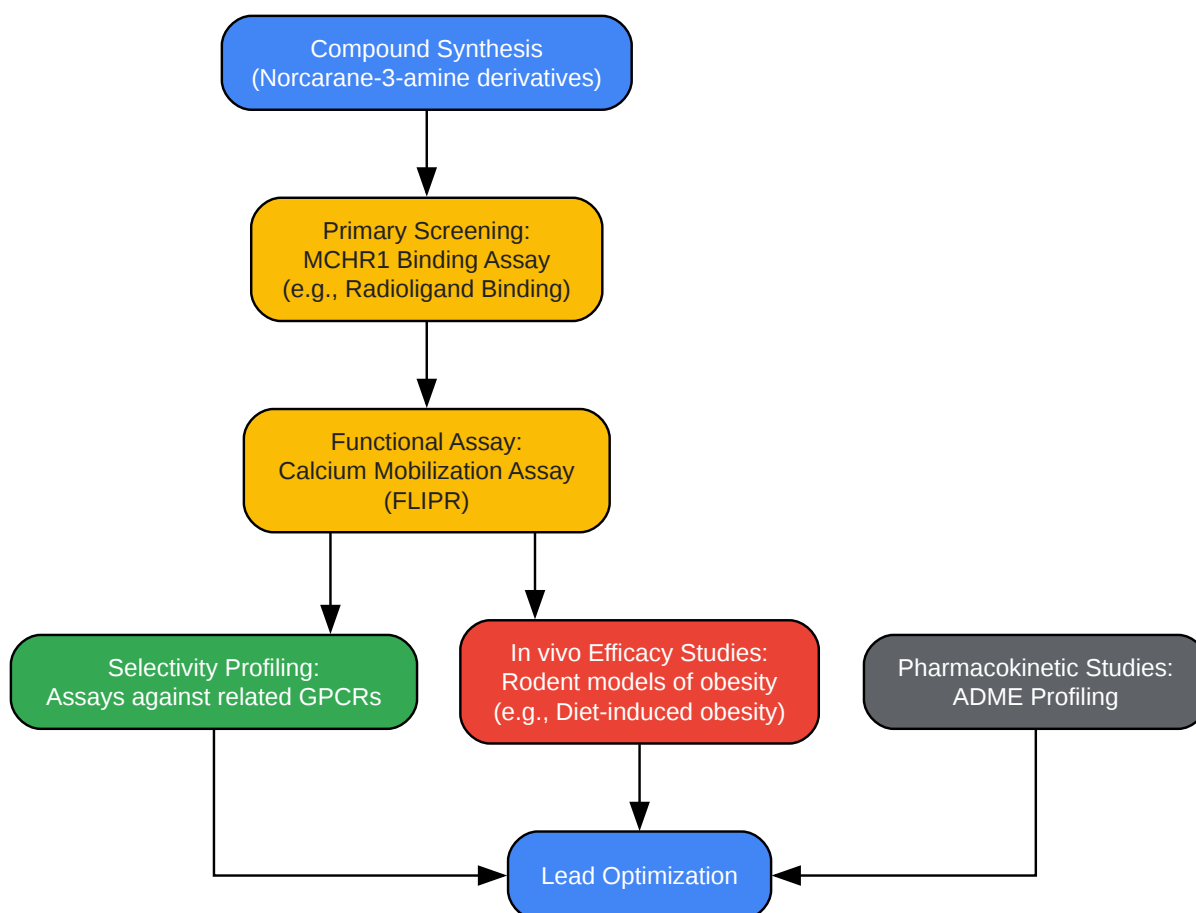 Compound Synthesis
(Norcarane-3-amine derivatives)
Primary Screening:
MCHR1 Binding Assay
(e.g., Radioligand Binding)
Functional Assay:
Calcium Mobilization Assay
(FLIPR)
Selectivity Profiling:
Assays against related GPCRs
In vivo Efficacy Studies:
Rodent models of obesity
(e.g., Diet-induced obesity)
Pharmacokinetic Studies:
ADME Profiling
Lead Optimization